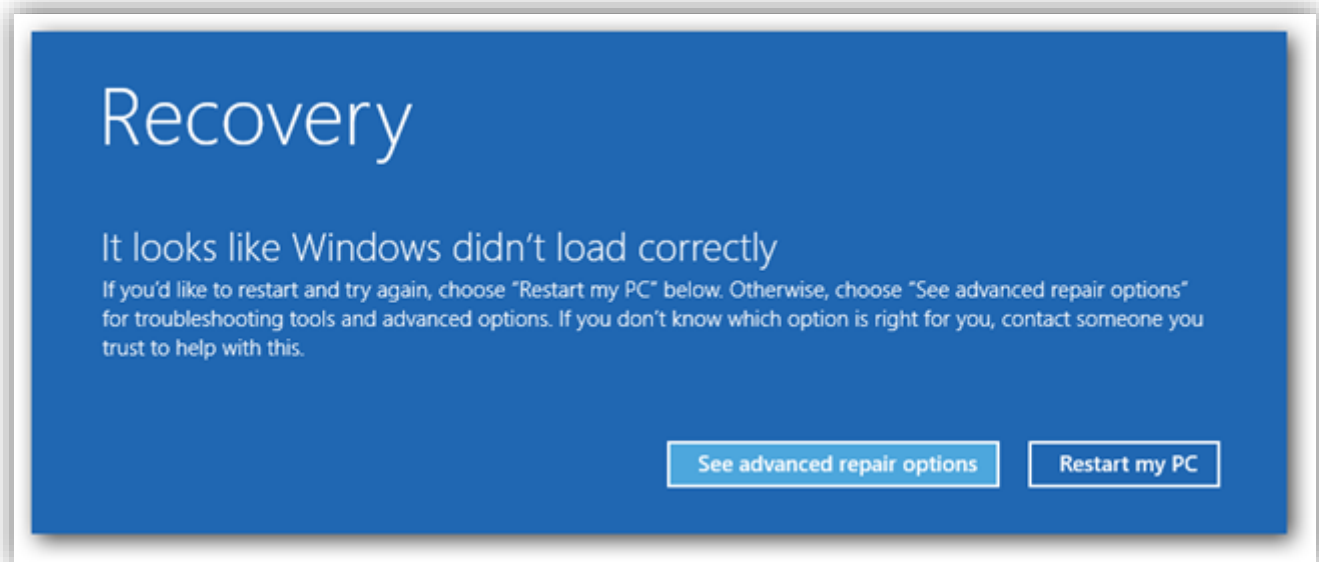 Recovery
It looks like Windows didn’t load correctly
If you’d like to restart and try again, choose “Restart my PC” below. Otherwise, choose “See advanced repair options”
for troubleshooting tools and advanced options. If you don’t know which option is right for you, contact someone you
trust to help with this.
See advanced repair options
Restart my PC